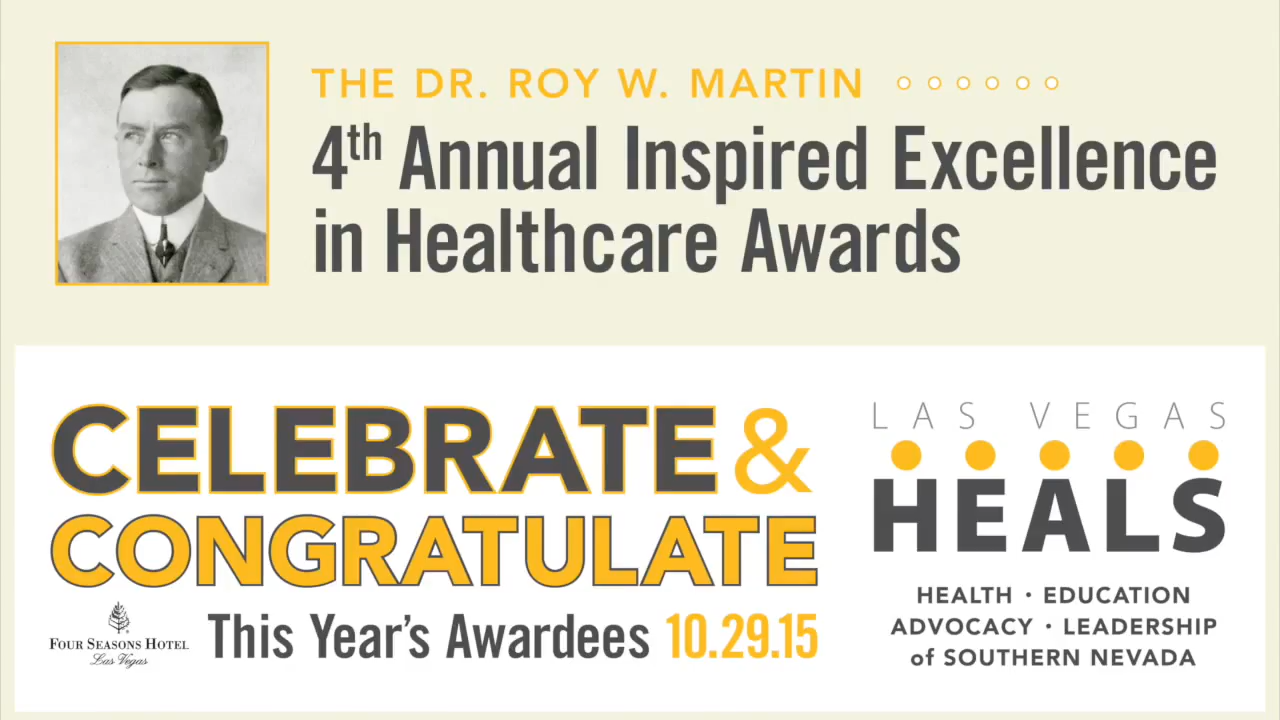 THE DR. ROY W. MARTIN
4th Annual Inspired Excellence
in Healthcare Awards
CELEBRATE &
CONGRATULATE
FOUR SEASONS HOTEL
Las Vegas
This Year's Awardees 10.29.15
LAS VEGAS
HEALS
HEALTH · EDUCATION
ADVOCACY · LEADERSHIP
of SOUTHERN NEVADA